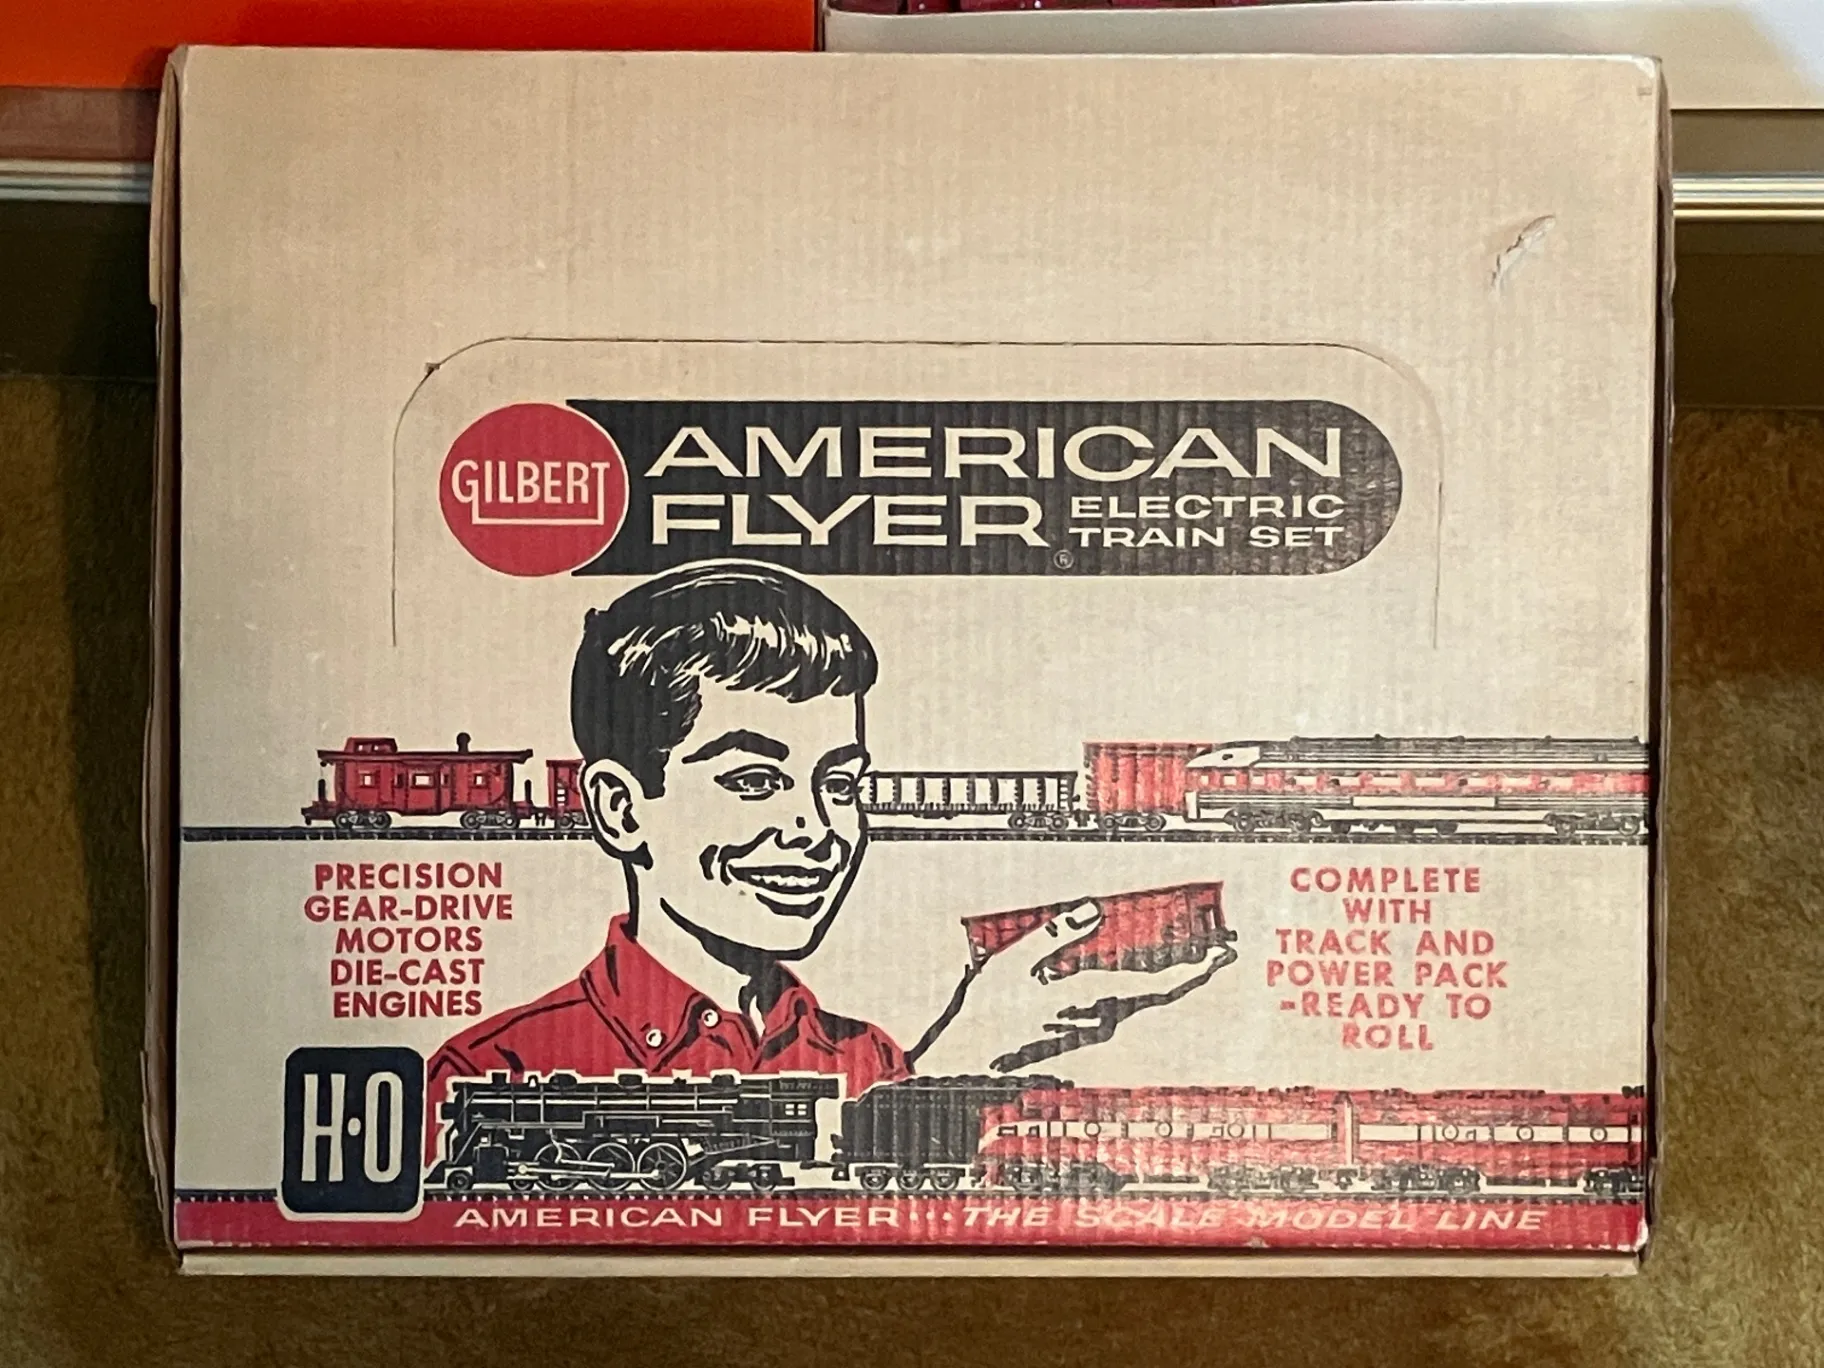 GILBERT
AMERICAN
FLYER ELECTRIC
TRAIN SET
®
PRECISION
GEAR-DRIVE
MOTORS
DIE-CAST
ENGINES
COMPLETE
WITH
TRACK AND
POWER PACK
-READY TO
ROLL
H·O
AMERICAN FLYER...THE SCALE MODEL LINE